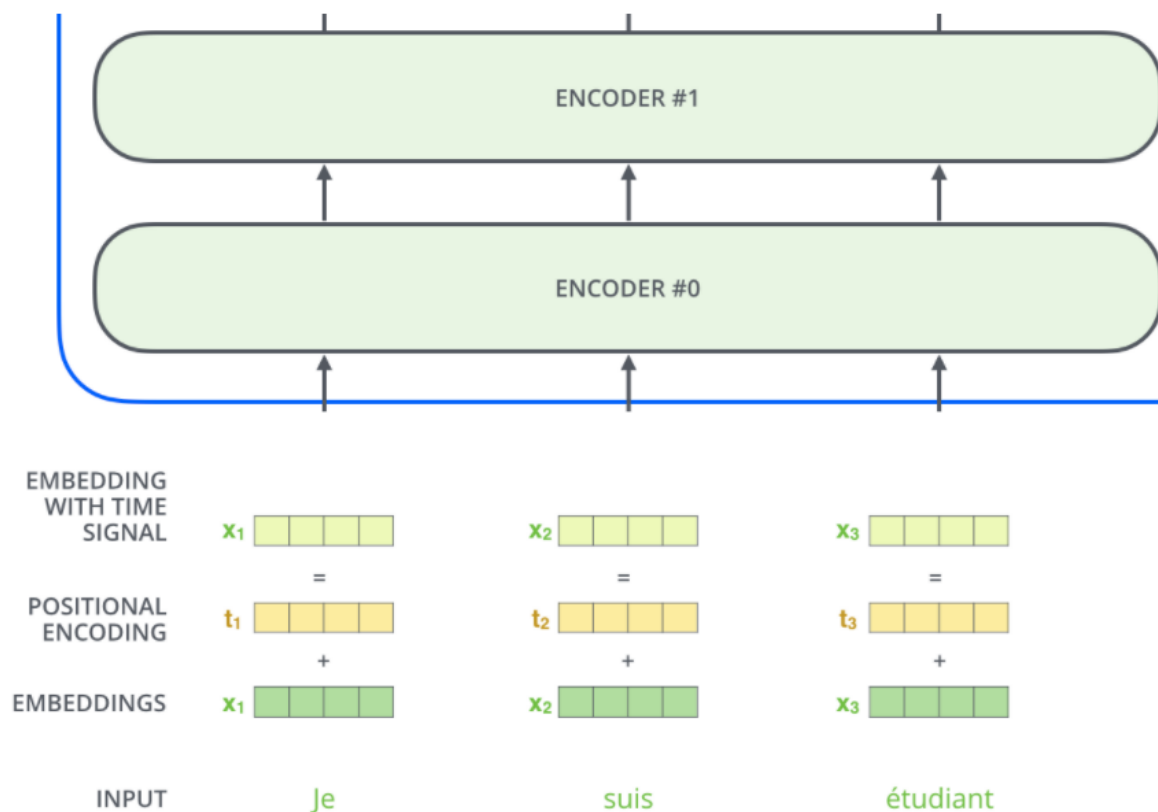 ENCODER #1
ENCODER #0
EMBEDDING
WITH TIME
SIGNAL
x₁ x₂ x₃
= = =
POSITIONAL
ENCODING
t₁ t₂ t₃
+ + +
EMBEDDINGS x₁ x₂ x₃
INPUT Je suis étudiant